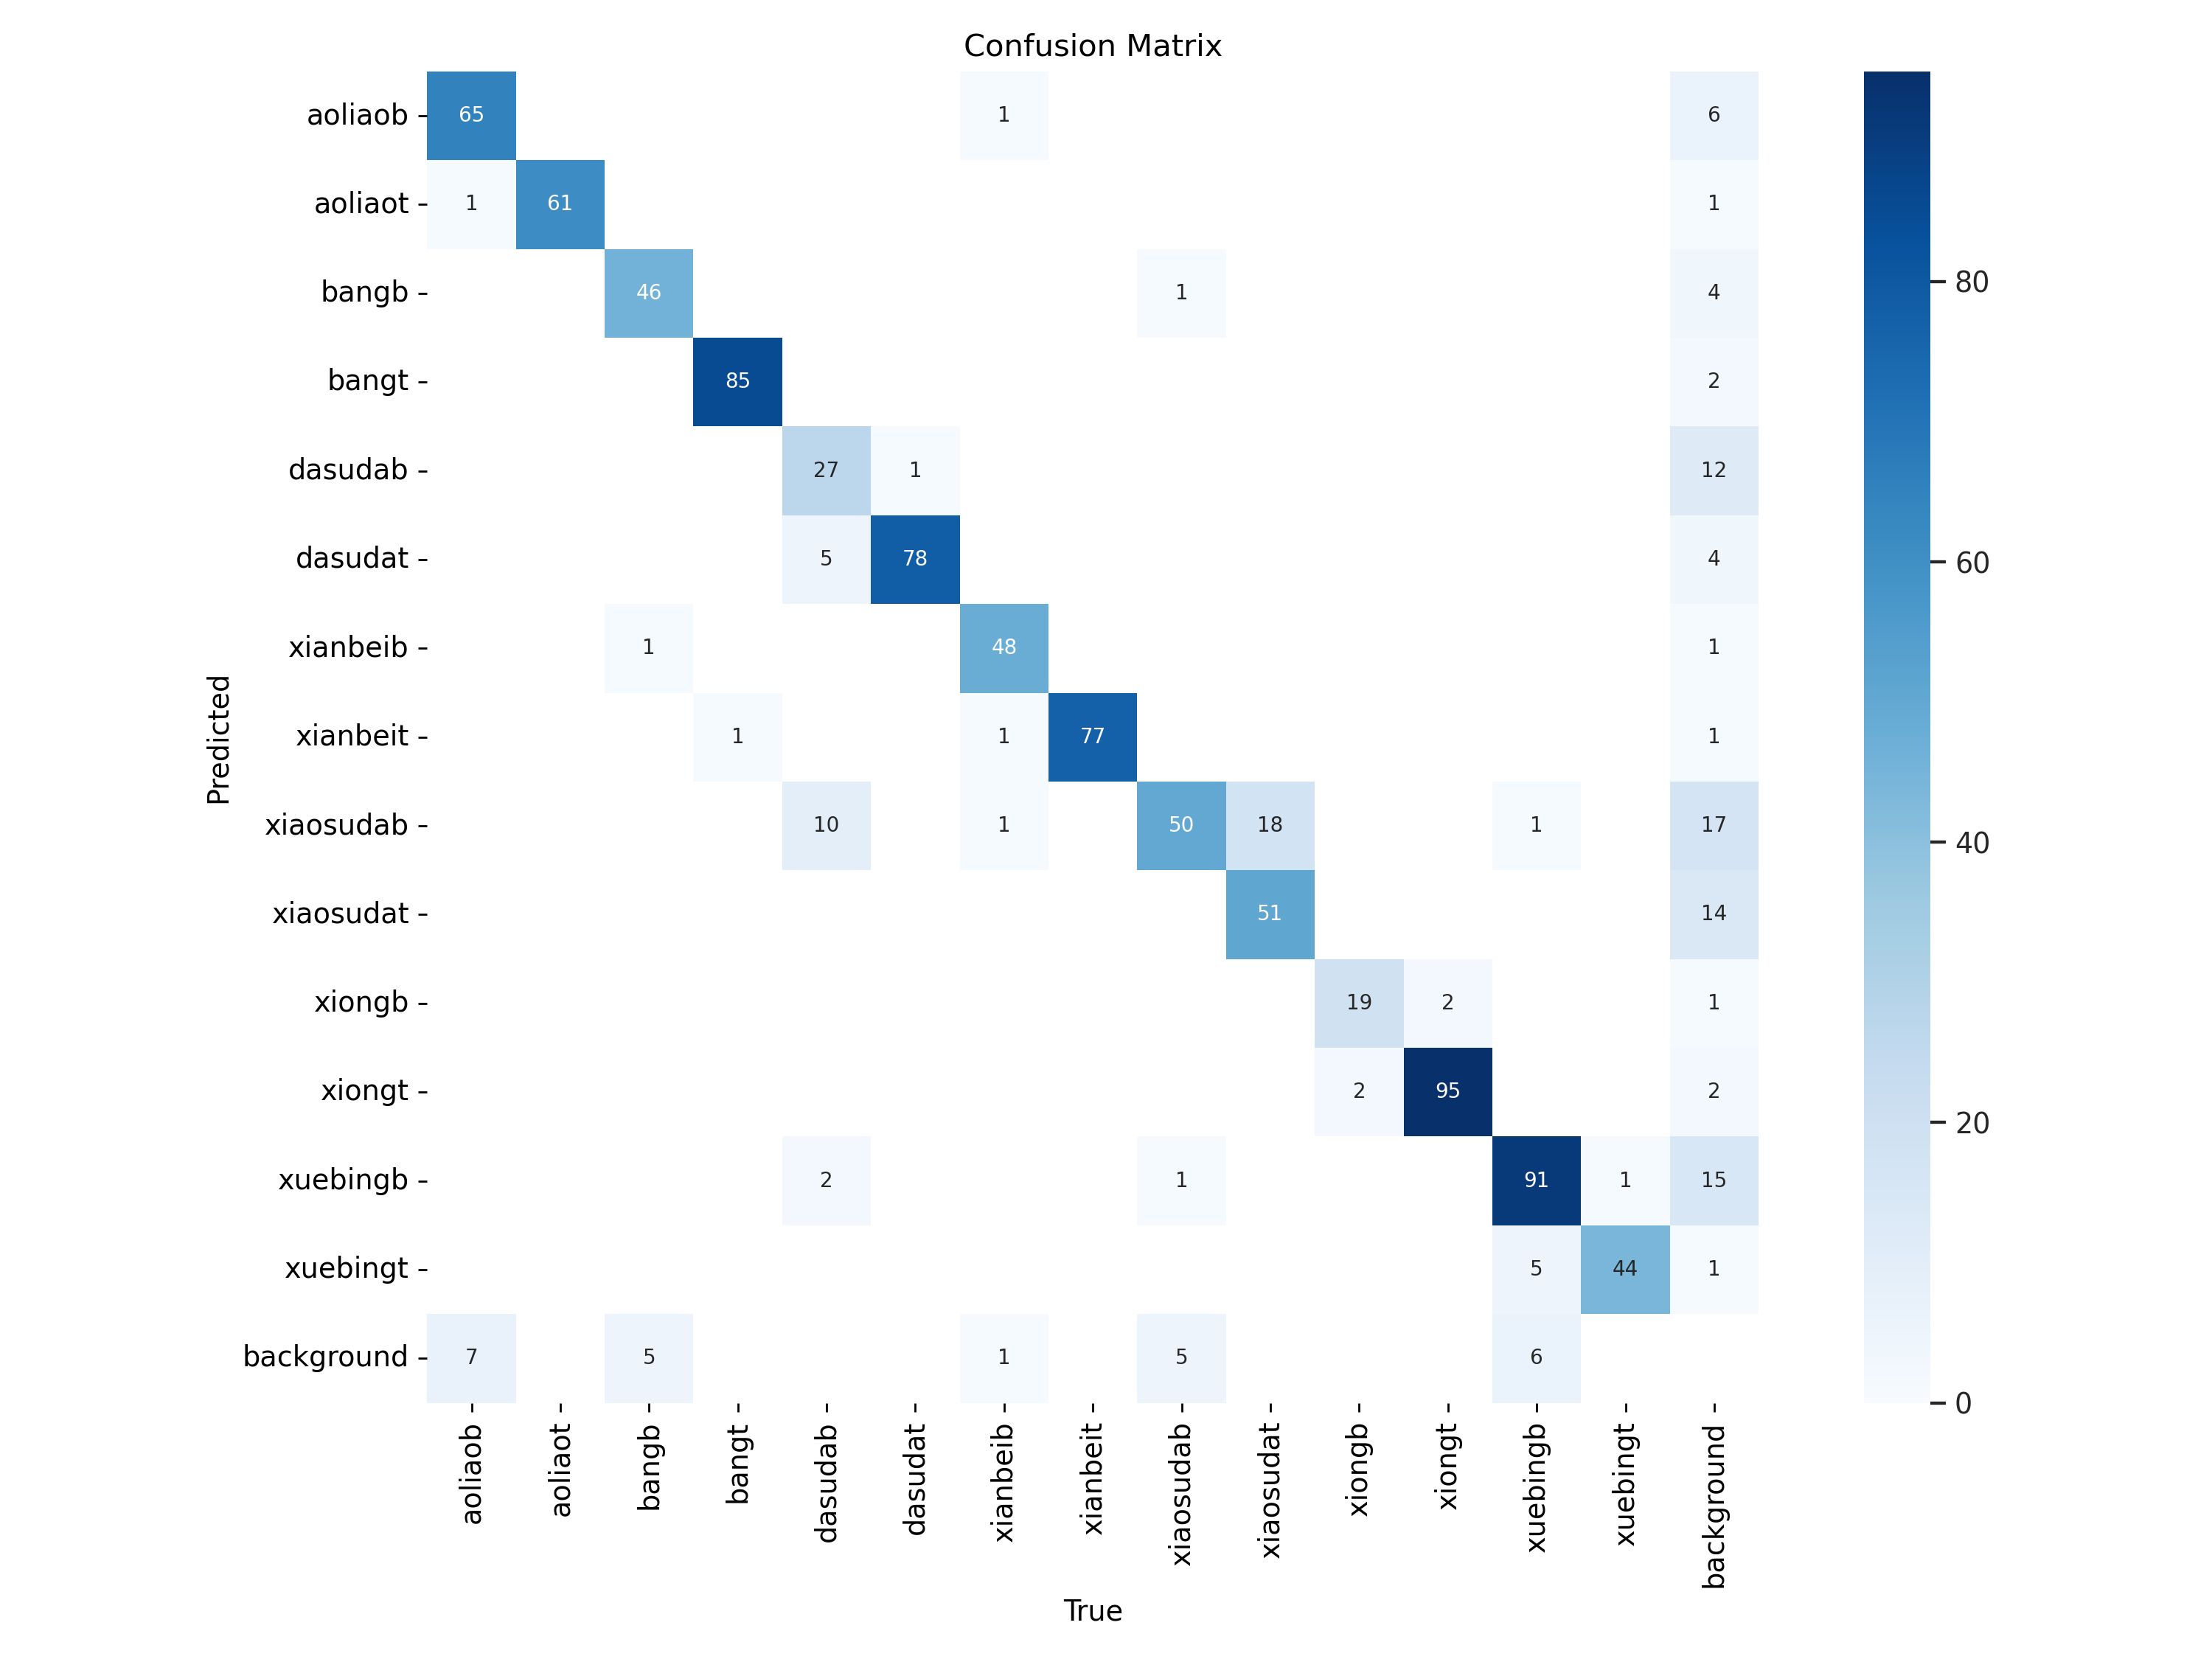 Confusion Matrix
aoliaob 65 1 6
aoliaot 1 61 1
bangb 46 1 4
bangt 85 2
dasudab 27 1 12
dasudat 5 78 4
xianbeib 1 48 1
xianbeit 1 1 77 1
xiaosudab 10 1 50 18 1 17
xiaosudat 51 14
xiongb 19 2 1
xiongt 2 95 2
xuebingb 2 1 91 1 15
xuebingt 5 44 1
background 7 5 1 5 6
Predicted
aoliaob aoliaot bangb bangt dasudab dasudat xianbeib xianbeit xiaosudab xiaosudat xiongb xiongt xuebingb xuebingt background
True
80
60
40
20
0